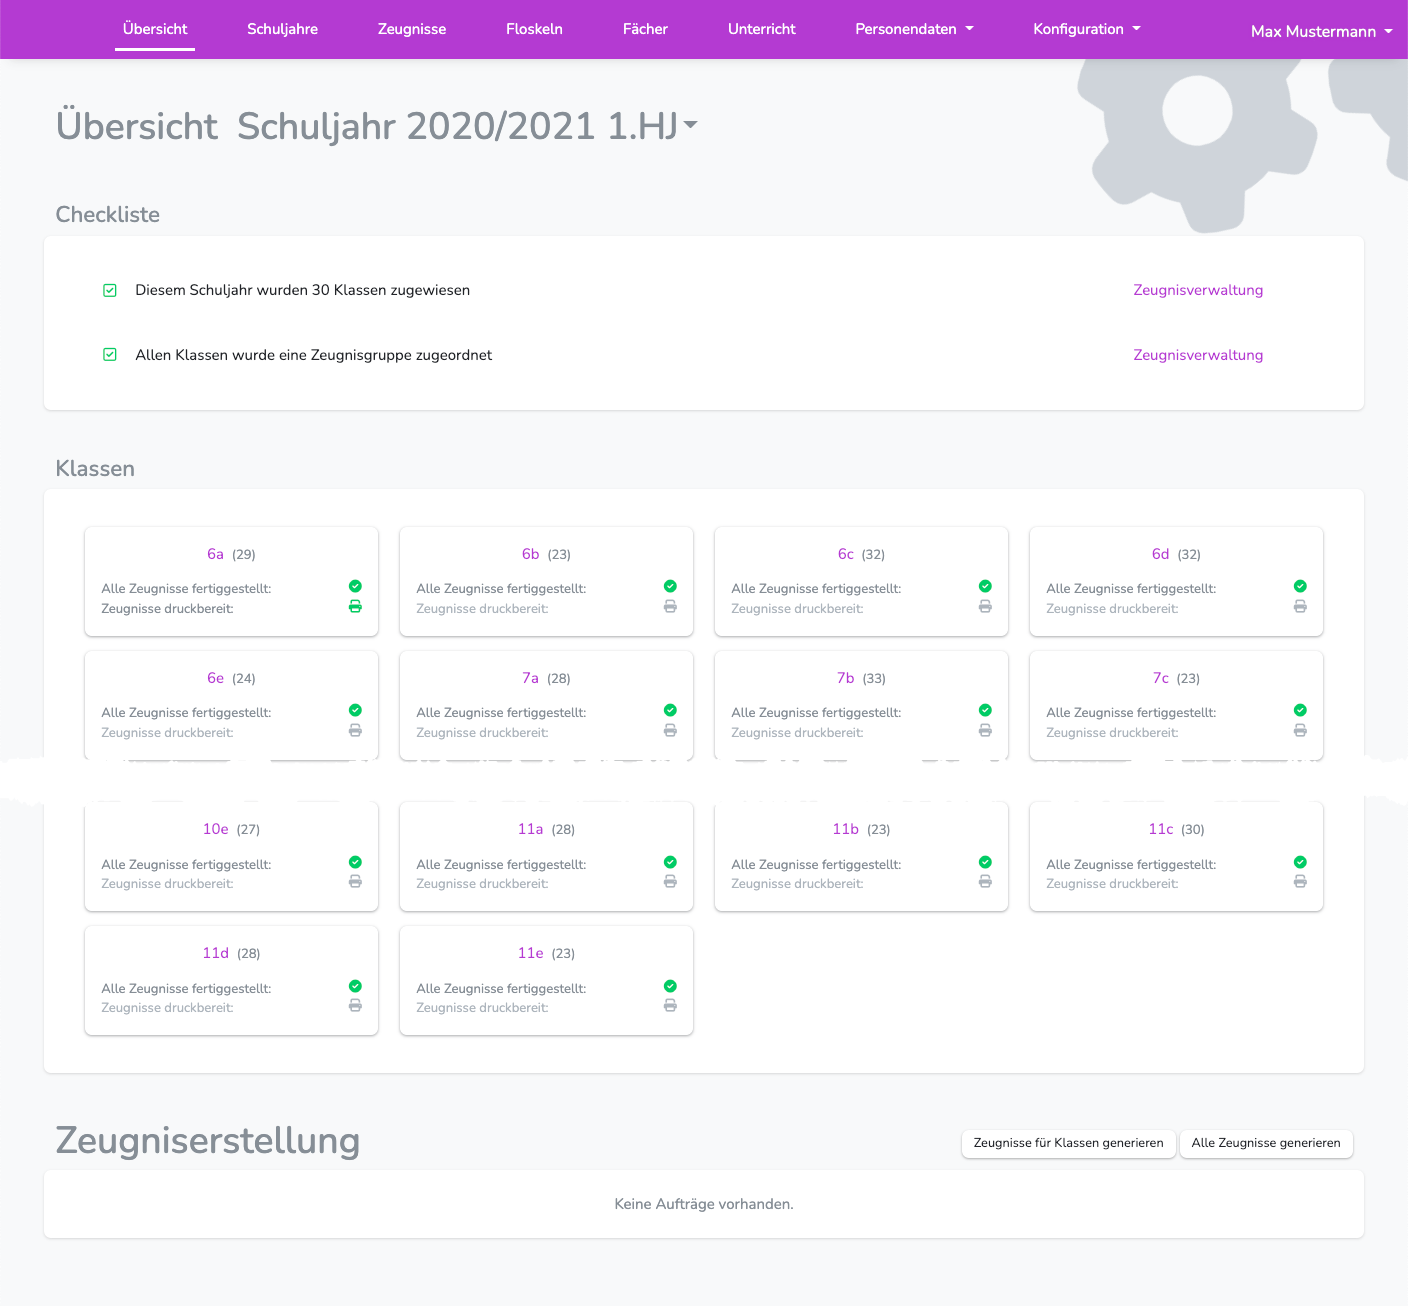 Übersicht Schuljahre Zeugnisse Floskeln Fächer Unterricht Personendaten Konfiguration Max Mustermann
Übersicht Schuljahr 2020/2021 1.HJ
Checkliste
Diesem Schuljahr wurden 30 Klassen zugewiesen Zeugnisverwaltung
Allen Klassen wurde eine Zeugnisgruppe zugeordnet Zeugnisverwaltung
Klassen
6a (29) 6b (23) 6c (32) 6d (32)
Alle Zeugnisse fertiggestellt: Alle Zeugnisse fertiggestellt: Alle Zeugnisse fertiggestellt: Alle Zeugnisse fertiggestellt:
Zeugnisse druckbereit: Zeugnisse druckbereit: Zeugnisse druckbereit: Zeugnisse druckbereit:
6e (24) 7a (28) 7b (33) 7c (23)
Alle Zeugnisse fertiggestellt: Alle Zeugnisse fertiggestellt: Alle Zeugnisse fertiggestellt: Alle Zeugnisse fertiggestellt:
Zeugnisse druckbereit: Zeugnisse druckbereit: Zeugnisse druckbereit: Zeugnisse druckbereit:
10e (27) 11a (28) 11b (23) 11c (30)
Alle Zeugnisse fertiggestellt: Alle Zeugnisse fertiggestellt: Alle Zeugnisse fertiggestellt: Alle Zeugnisse fertiggestellt:
Zeugnisse druckbereit: Zeugnisse druckbereit: Zeugnisse druckbereit: Zeugnisse druckbereit:
11d (28) 11e (23)
Alle Zeugnisse fertiggestellt: Alle Zeugnisse fertiggestellt:
Zeugnisse druckbereit: Zeugnisse druckbereit:
Zeugniserstellung Zeugnisse für Klassen generieren Alle Zeugnisse generieren
Keine Aufträge vorhanden.